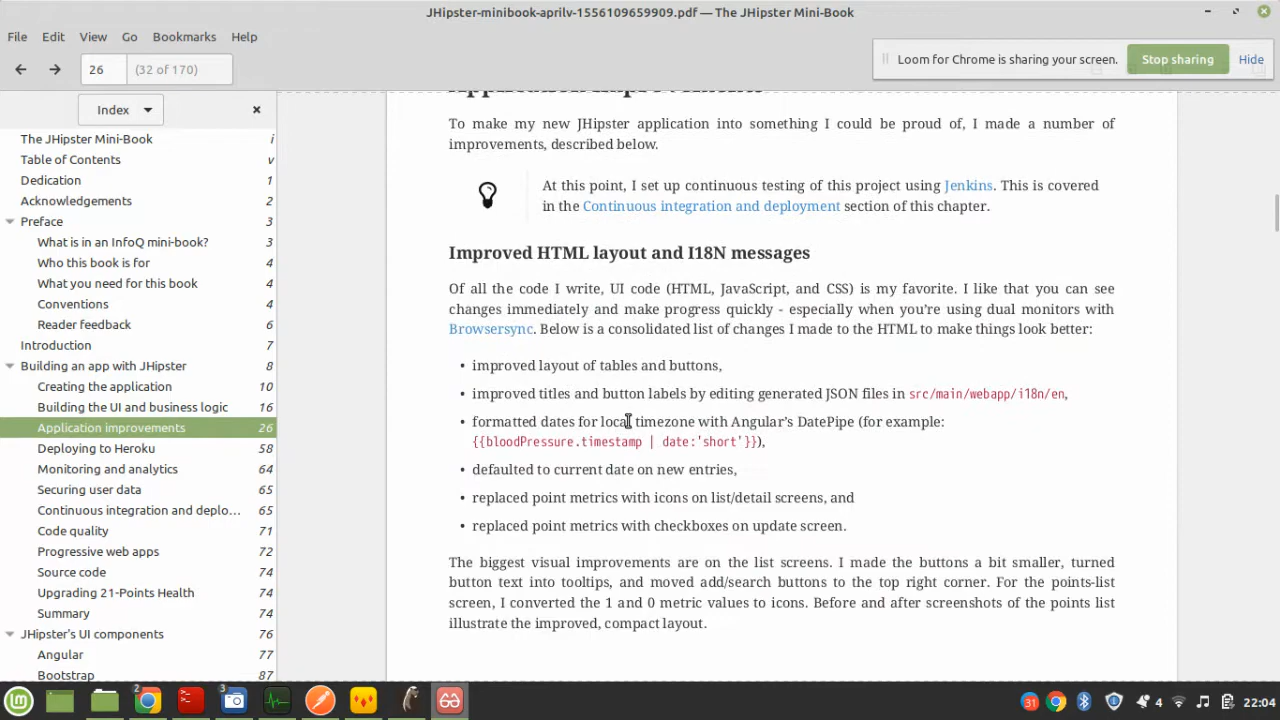 JHipster-minibook-aprilv-1556109659909.pdf — The JHipster Mini-Book
File Edit View Go Bookmarks Help
26 (32 of 170)
Loom for Chrome is sharing your screen. Stop sharing Hide
Index
The JHipster Mini-Book i
Table of Contents v
Dedication 1
Acknowledgements 2
Preface 3
What is in an InfoQ mini-book? 3
Who this book is for 3
What you need for this book 3
Conventions 4
Reader feedback 6
Introduction 7
Building an app with JHipster 8
Creating the application 10
Building the UI and business logic 16
Application improvements 26
Deploying to Heroku 58
Monitoring and analytics 64
Securing user data 65
Continuous integration and deplo... 65
Code quality 71
Progressive web apps 72
Source code 74
Upgrading 21-Points Health 74
Summary 74
JHipster's UI components 76
Angular 77
Bootstrap 87
Application improvements
To make my new JHipster application into something I could be proud of, I made a number of
improvements, described below.
At this point, I set up continuous testing of this project using Jenkins. This is covered
in the Continuous integration and deployment section of this chapter.
Improved HTML layout and I18N messages
Of all the code I write, UI code (HTML, JavaScript, and CSS) is my favorite. I like that you can see
changes immediately and make progress quickly - especially when you're using dual monitors with
Browsersync. Below is a consolidated list of changes I made to the HTML to make things look better:
• improved layout of tables and buttons,
• improved titles and button labels by editing generated JSON files in src/main/webapp/i18n/en,
• formatted dates for local timezone with Angular's DatePipe (for example:
{{bloodPressure.timestamp | date:'short'}}),
• defaulted to current date on new entries,
• replaced point metrics with icons on list/detail screens, and
• replaced point metrics with checkboxes on update screen.
The biggest visual improvements are on the list screens. I made the buttons a bit smaller, turned
button text into tooltips, and moved add/search buttons to the top right corner. For the points-list
screen, I converted the 1 and 0 metric values to icons. Before and after screenshots of the points list
illustrate the improved, compact layout.
2 3 31 4 22:04